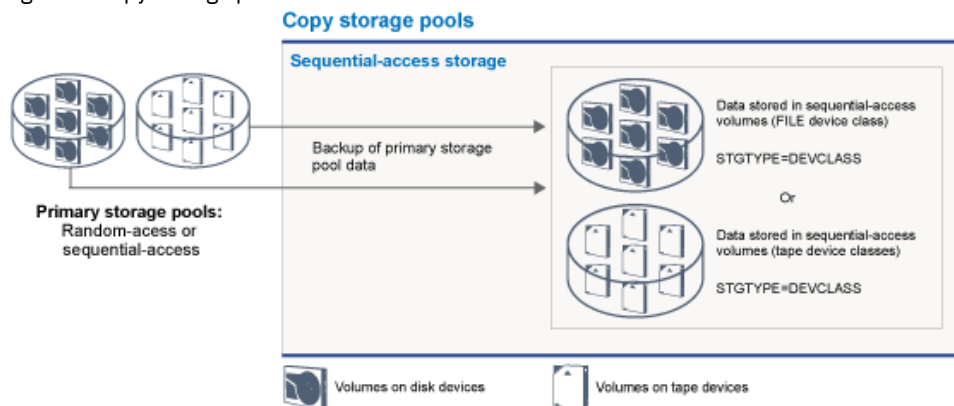 Copy storage pools
Sequential-access storage
Data stored in sequential-access
volumes (FILE device class)
STGTYPE=DEVCLASS
Backup of primary storage
pool data
Or
Primary storage pools:
Random-acess or
sequential-access
Data stored in sequential-access
volumes (tape device classes)
STGTYPE=DEVCLASS
Volumes on disk devices
Volumes on tape devices